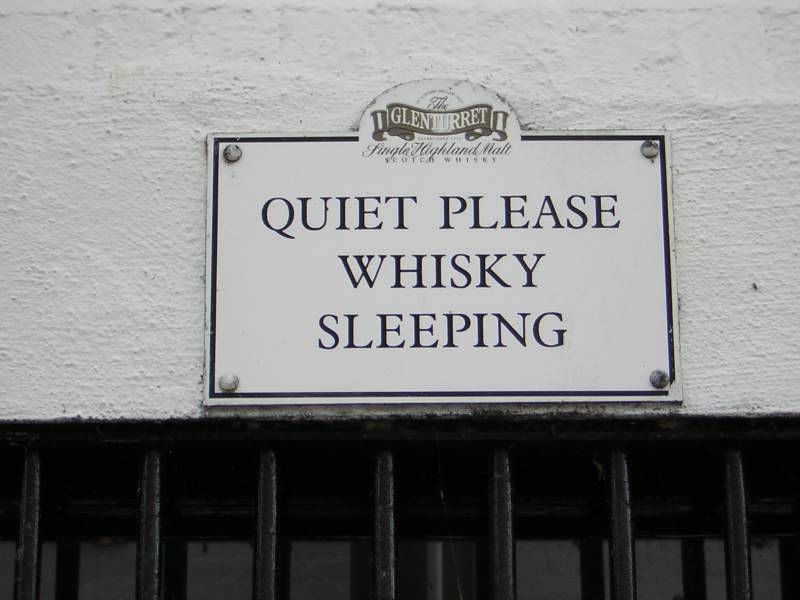 The
GLENTURRET
Single Highland Malt
SCOTCH WHISKY
QUIET PLEASE
WHISKY
SLEEPING